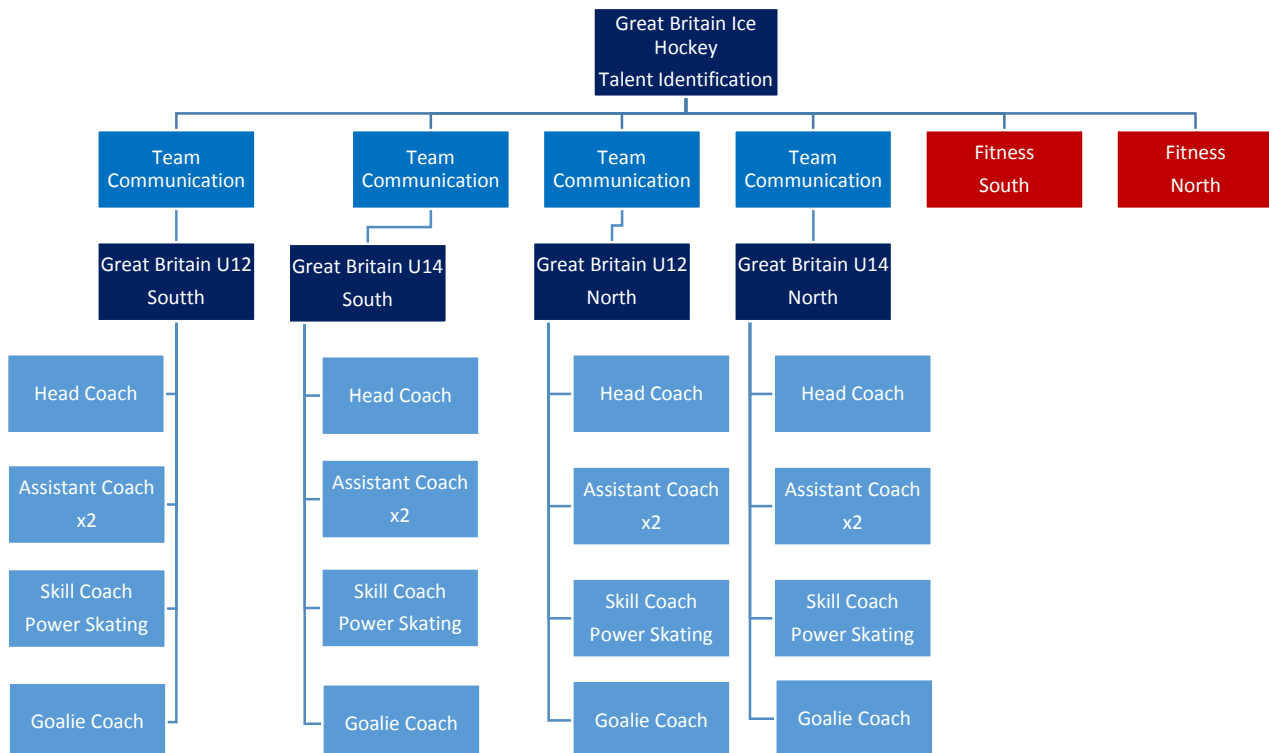 Great Britain Ice
Hockey
Talent Identification
Team
Communication
Team
Communication
Team
Communication
Team
Communication
Fitness
South
Fitness
North
Great Britain U12
Soutth
Great Britain U14
South
Great Britain U12
North
Great Britain U14
North
Head Coach
Assistant Coach
x2
Skill Coach
Power Skating
Goalie Coach
Head Coach
Assistant Coach
x2
Skill Coach
Power Skating
Goalie Coach
Head Coach
Assistant Coach
x2
Skill Coach
Power Skating
Goalie Coach
Head Coach
Assistant Coach
x2
Skill Coach
Power Skating
Goalie Coach